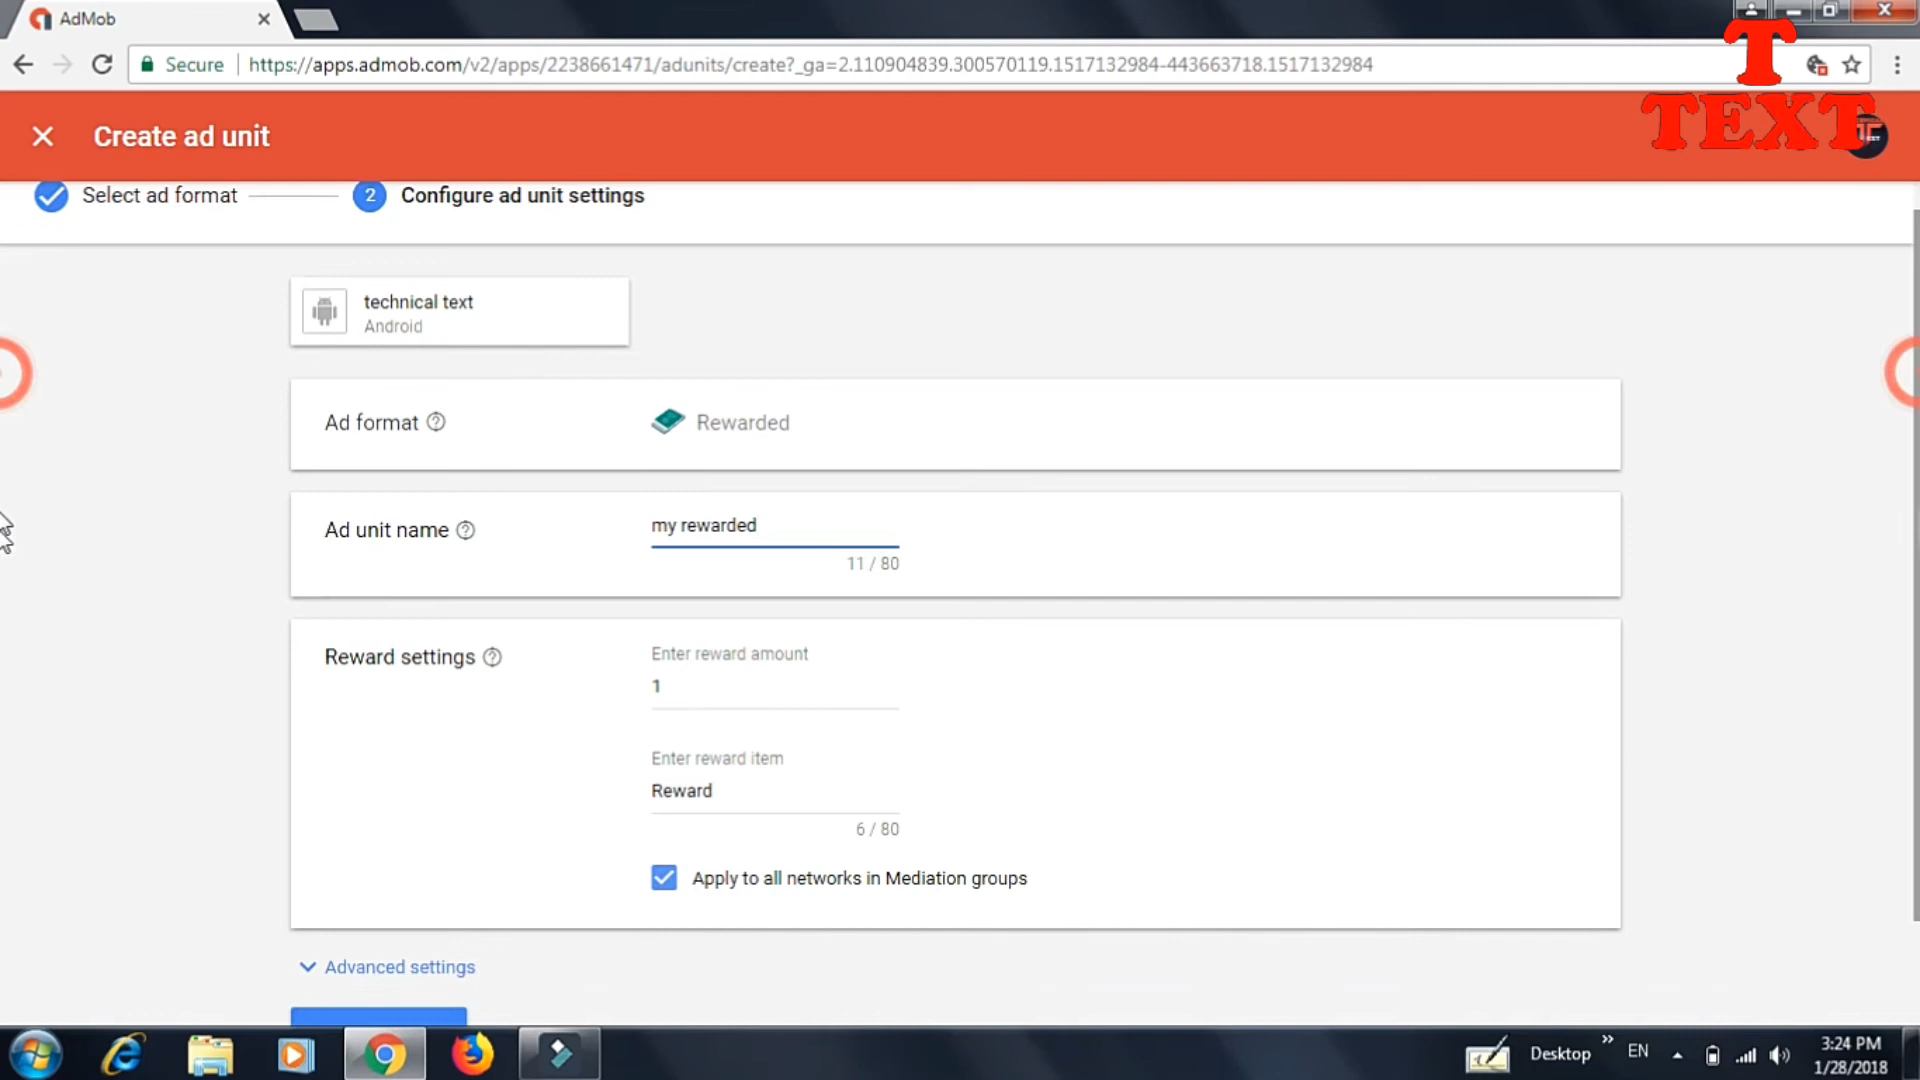 AdMob
Secure https://apps.admob.com/v2/apps/2238661471/adunits/create?_ga=2.110904839.300570119.1517132984-443663718.1517132984
T
TEXT
Create ad unit
Select ad format 2 Configure ad unit settings
technical text
Android
Ad format Rewarded
Ad unit name my rewarded
11 / 80
Reward settings Enter reward amount
1
Enter reward item
Reward
6 / 80
Apply to all networks in Mediation groups
Advanced settings
Desktop EN 3:24 PM
1/28/2018